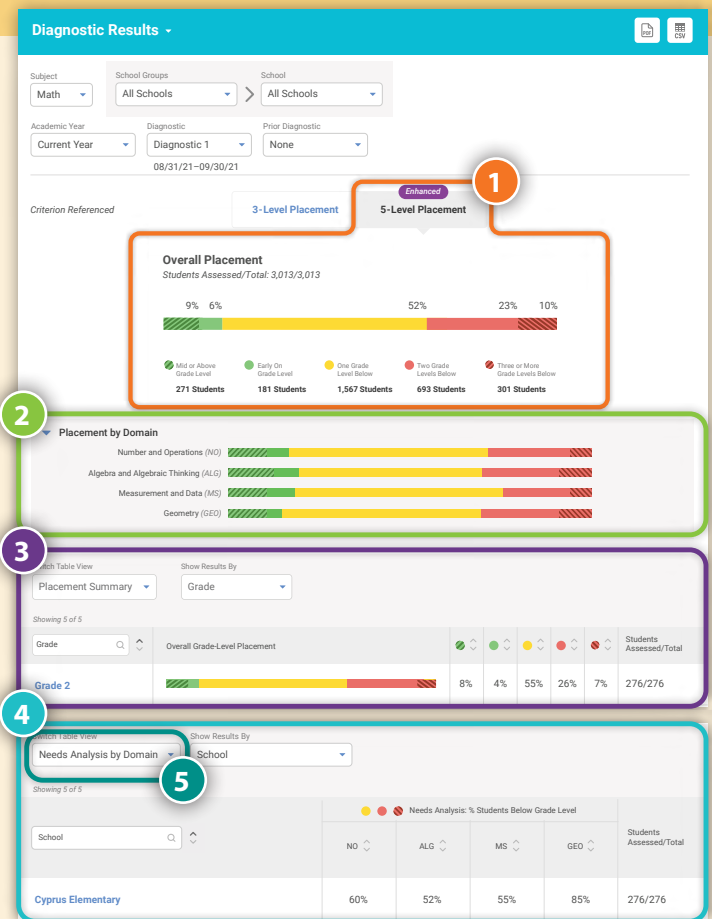 Diagnostic Results
PDF
CSV
Subject
School Groups
School
Math
All Schools
All Schools
Academic Year
Diagnostic
Prior Diagnostic
Current Year
Diagnostic 1
None
08/31/21–09/30/21
1
Criterion Referenced
3-Level Placement
Enhanced
5-Level Placement
Overall Placement
Students Assessed/Total: 3,013/3,013
9% 6% 52% 23% 10%
Mid or Above
Grade Level
271 Students
Early On
Grade Level
181 Students
One Grade
Level Below
1,567 Students
Two Grade
Levels Below
693 Students
Three or More
Grade Levels Below
301 Students
2
Placement by Domain
Number and Operations (NO)
Algebra and Algebraic Thinking (ALG)
Measurement and Data (MS)
Geometry (GEO)
3
Switch Table View
Show Results By
Placement Summary
Grade
Showing 5 of 5
Grade
Overall Grade-Level Placement
Students
Assessed/Total
Grade 2
8% 4% 55% 26% 7% 276/276
4
Switch Table View
Show Results By
Needs Analysis by Domain
School
5
Showing 5 of 5
Needs Analysis: % Students Below Grade Level
School
NO ALG MS GEO
Students
Assessed/Total
Cyprus Elementary
60% 52% 55% 85% 276/276